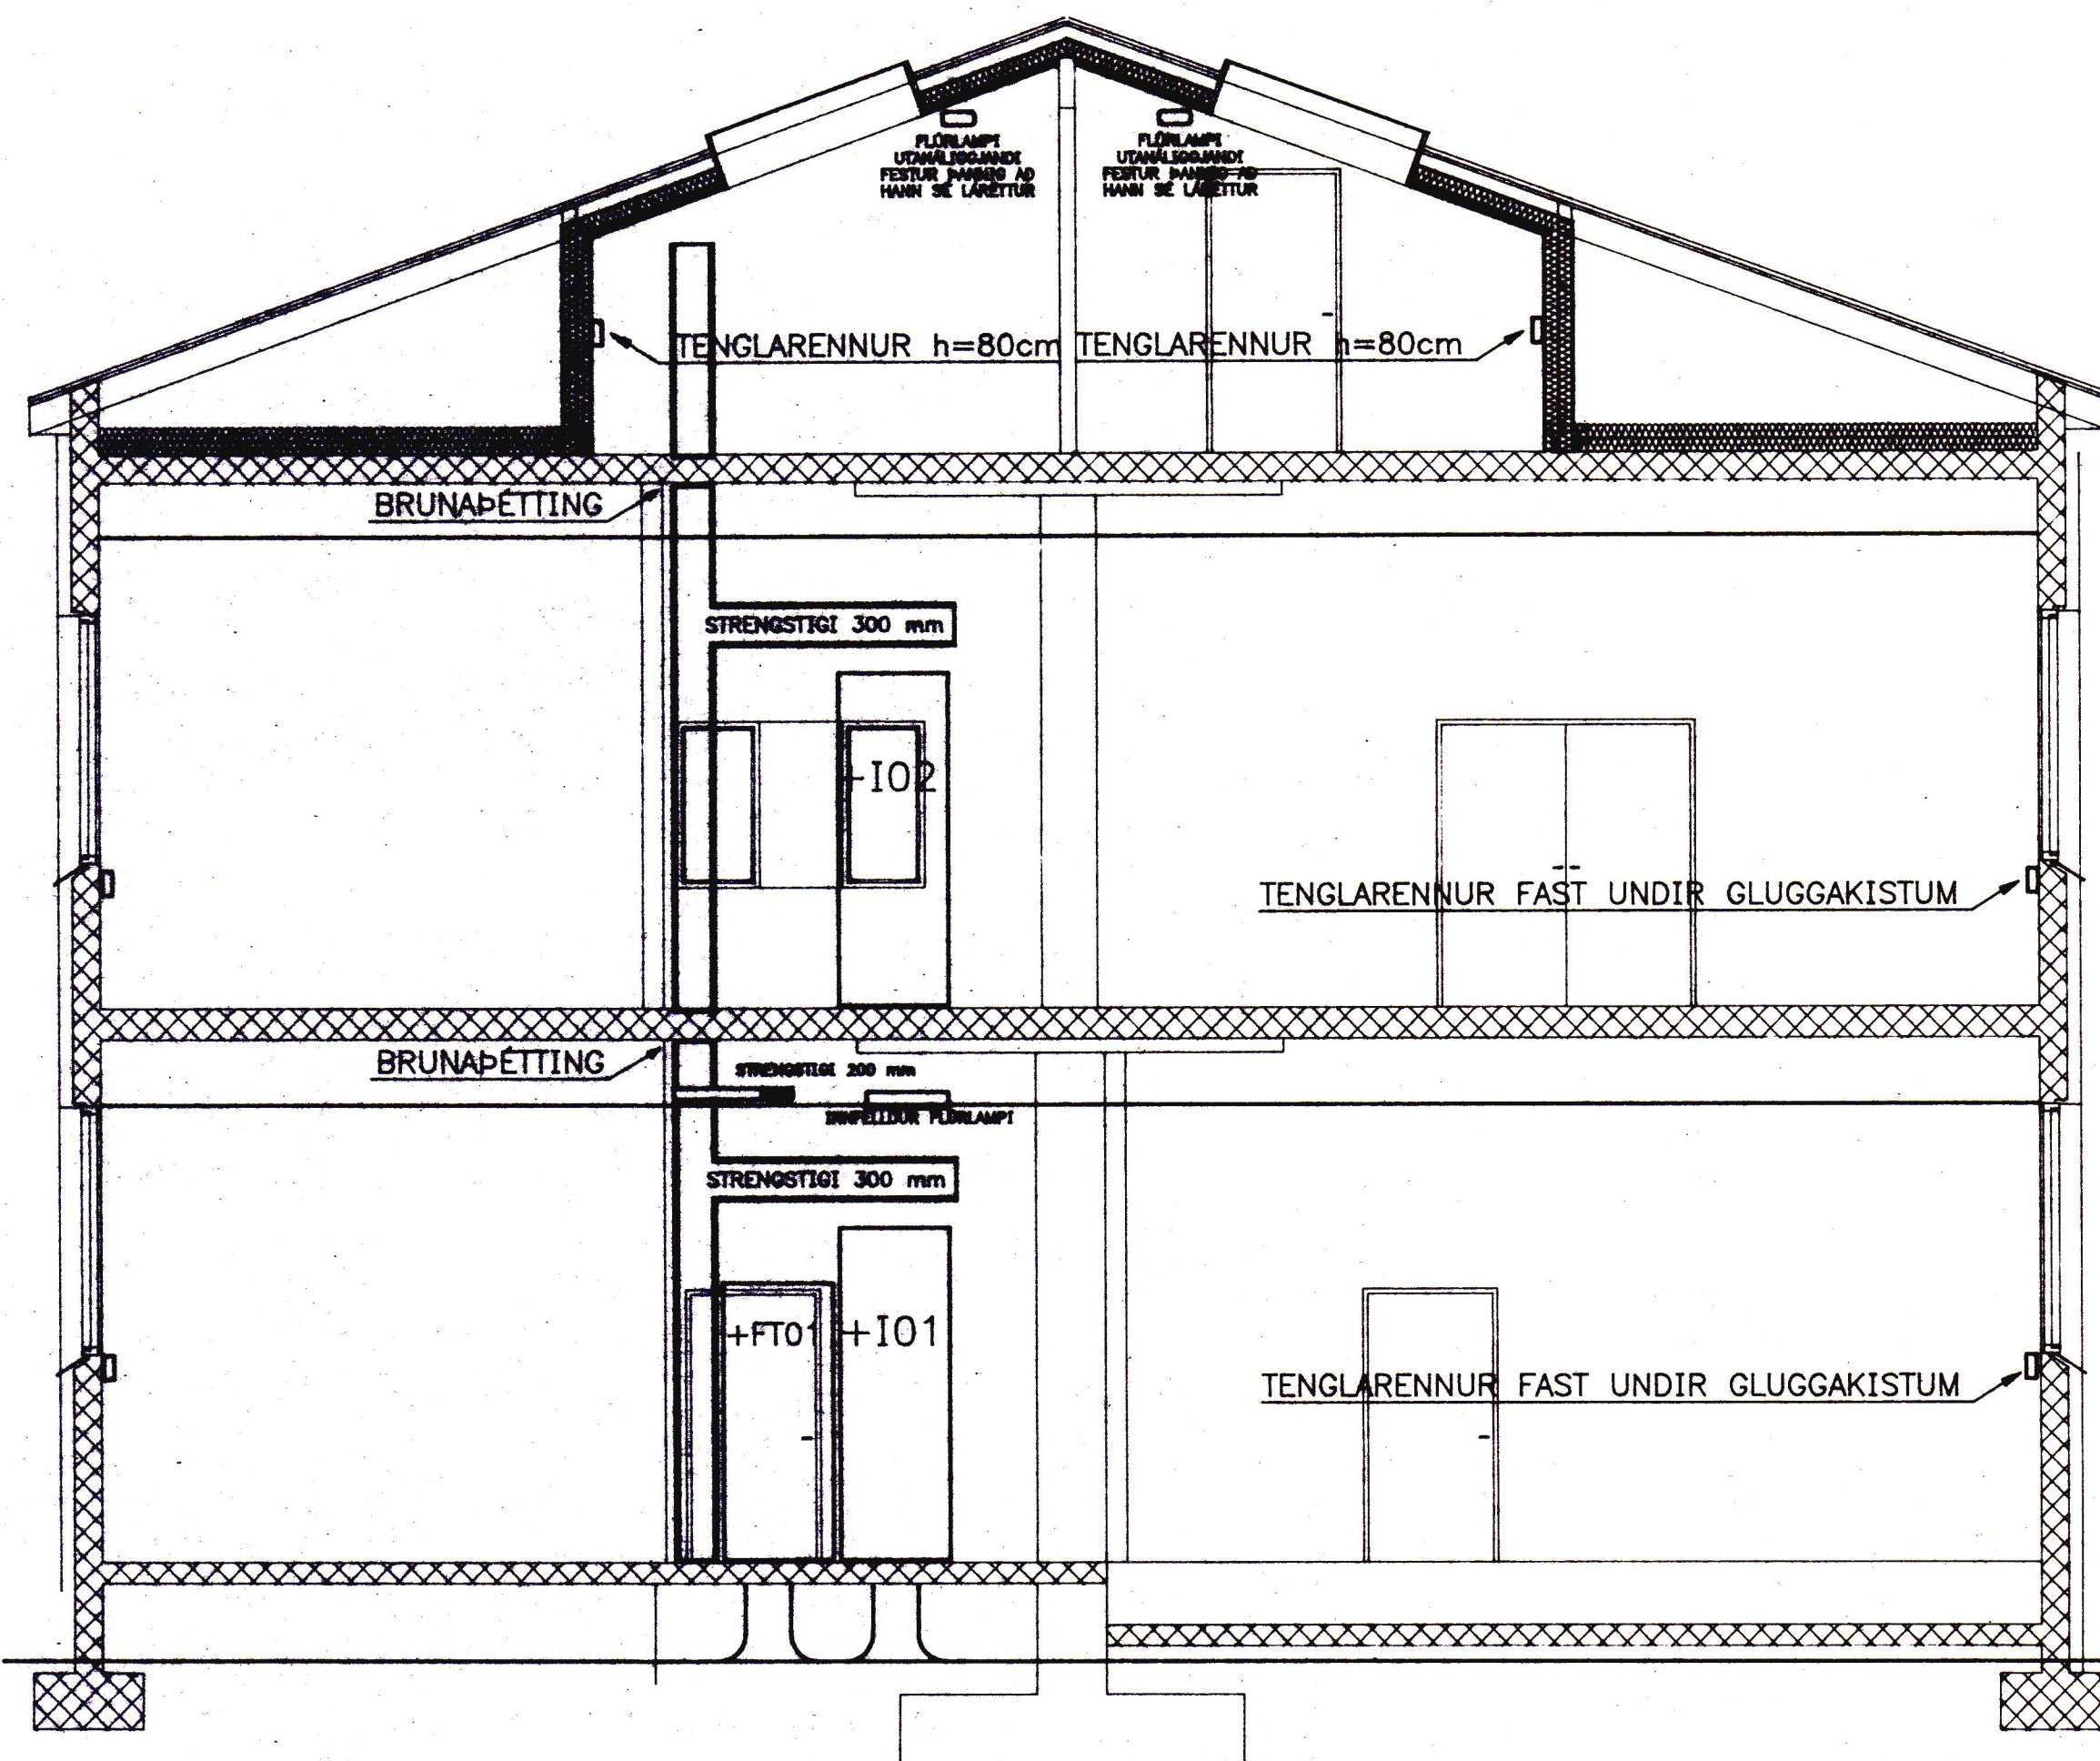 FLÚRLAMPI
UTANÁLIGGJANDI
FESTUR ÞANNIG AÐ
HANN SÉ LÁRÉTTUR
FLÚRLAMPI
UTANÁLIGGJANDI
FESTUR ÞANNIG AÐ
HANN SÉ LÁRÉTTUR
TENGLARENNUR h=80cm
TENGLARENNUR h=80cm
BRUNAÞÉTTING
STRENGSTIGI 300 mm
+I02
TENGLARENNUR FAST UNDIR GLUGGAKISTUM
BRUNAÞÉTTING
STRENGSTIGI 200 mm
INNFELLDUR FLÚRLAMPI
STRENGSTIGI 300 mm
+FT01
+I01
TENGLARENNUR FAST UNDIR GLUGGAKISTUM